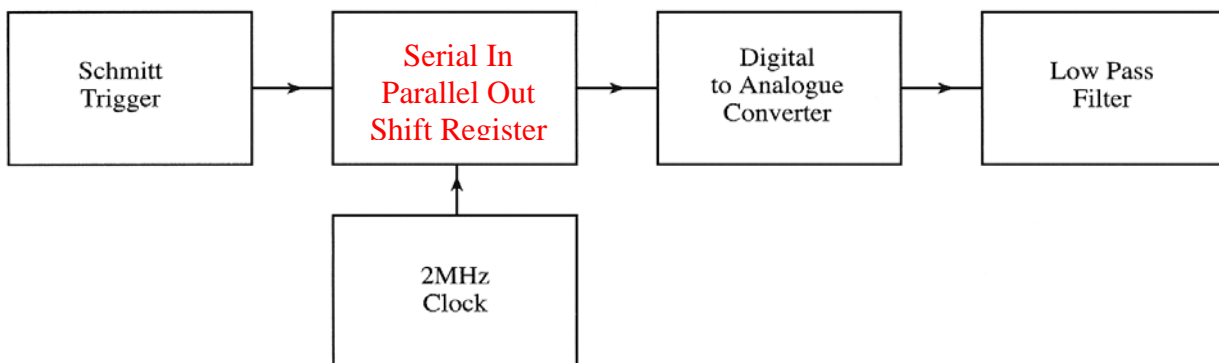 Schmitt
Trigger
Serial In
Parallel Out
Shift Register
Digital
to Analogue
Converter
Low Pass
Filter
2MHz
Clock